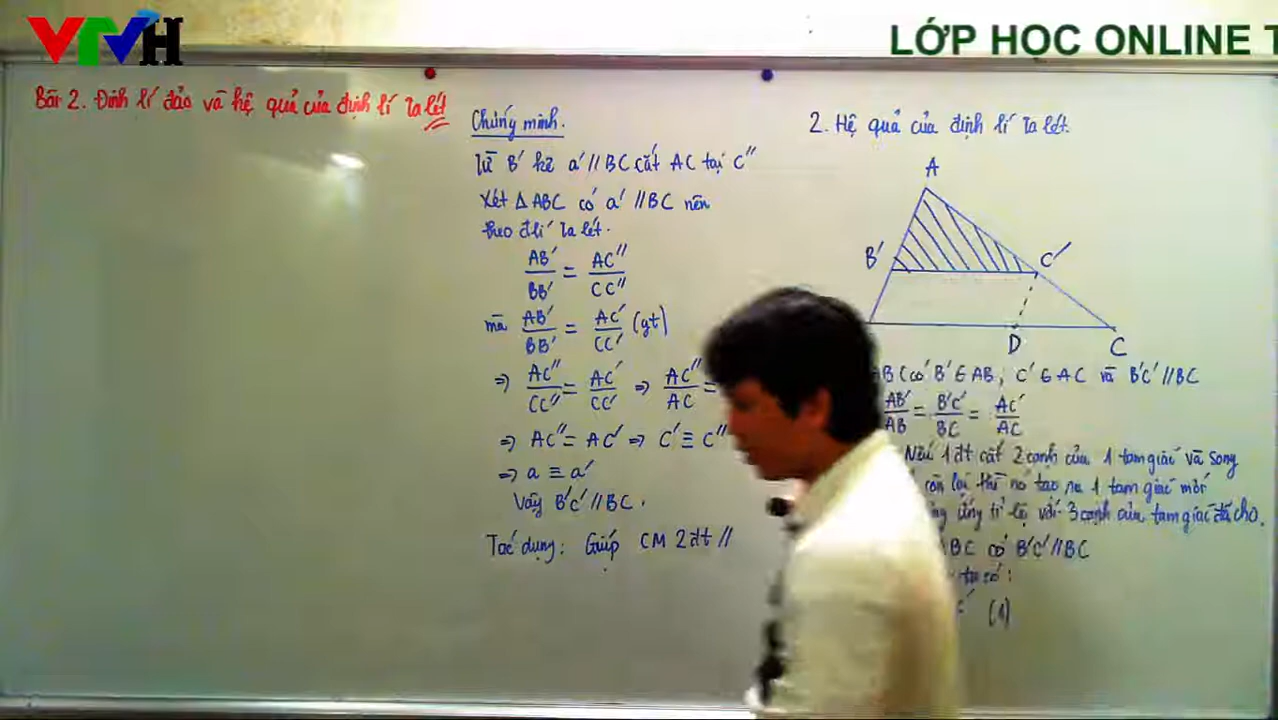 VTVH
LỚP HỌC ONLINE T
Bài 2. Định lí đảo và hệ quả của định lí Ta lét
Chứng minh.
Từ B' kẻ a' // BC cắt AC tại C''
Xét Δ ABC có a' // BC nên
theo đlí Ta lét.
AB'/BB' = AC''/CC''
mà AB'/BB' = AC'/CC' (gt)
=> AC''/CC'' = AC'/CC' => AC''/AC =
=> AC'' = AC' => C' ≡ C''
=> a ≡ a'
Vậy B'C' // BC.
Tác dụng: Giúp CM 2 đt //
2. Hệ quả của định lí Ta lét.
A
B'
C'
D
C
ABC có B' ∈ AB; C' ∈ AC và B'C' // BC
AB'/AB = B'C'/BC = AC'/AC
Nếu 1 đt cắt 2 cạnh của 1 tam giác và song
còn lại thì nó tạo ra 1 tam giác mới
ứng tỉ lệ với 3 cạnh của tam giác đã cho.
BC có B'C' // BC
ta có:
(1)